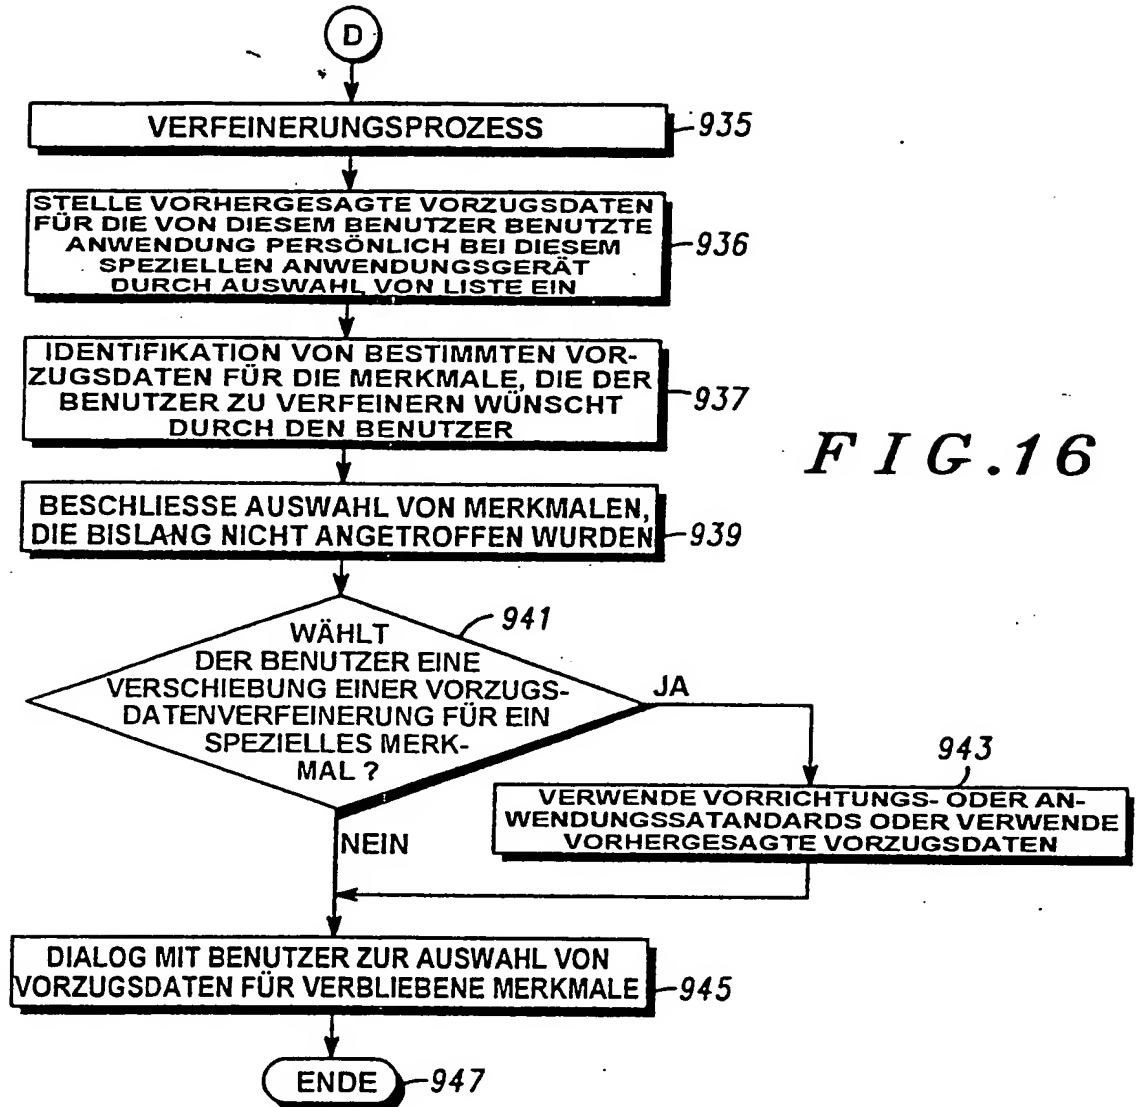 D
VERFEINERUNGSPROZESS
935
STELLE VORHERGESAGTE VORZUGSDATEN
FÜR DIE VON DIESEM BENUTZER BENUTZTE
ANWENDUNG PERSÖNLICH BEI DIESEM
SPEZIELLEN ANWENDUNGSGERÄT
DURCH AUSWAHL VON LISTE EIN
936
IDENTIFIKATION VON BESTIMMTEN VOR-
ZUGSDATEN FÜR DIE MERKMALE, DIE DER
BENUTZER ZU VERFEINERN WÜNSCHT
DURCH DEN BENUTZER
937
FIG.16
BESCHLIESSE AUSWAHL VON MERKMALEN,
DIE BISLANG NICHT ANGETROFFEN WURDEN
939
941
WÄHLT
DER BENUTZER EINE
VERSCHIEBUNG EINER VORZUGS-
DATENVERFEINERUNG FÜR EIN
SPEZIELLES MERK-
MAL ?
JA
943
VERWENDE VORRICHTUNGS- ODER AN-
WENDUNGSSATANDARDS ODER VERWENDE
VORHERGESAGTE VORZUGSDATEN
NEIN
DIALOG MIT BENUTZER ZUR AUSWAHL VON
VORZUGSDATEN FÜR VERBLIEBENE MERKMALE
945
ENDE
947